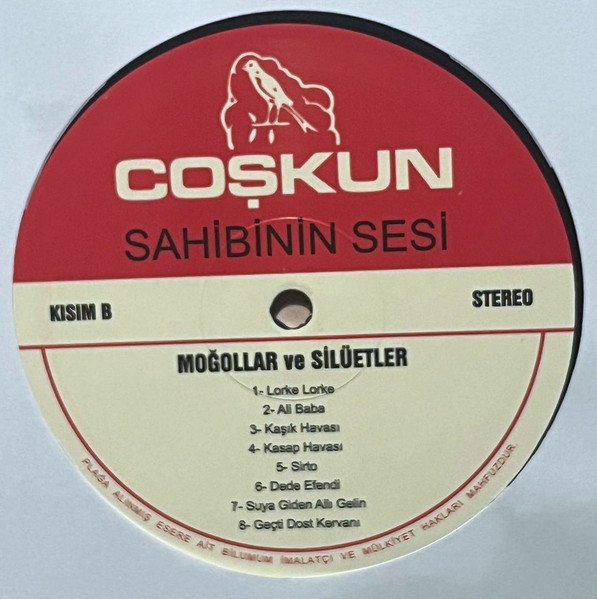 COŞKUN
SAHİBİNİN SESİ
KISIM B
STEREO
MOĞOLLAR ve SİLÜETLER
1- Lorke Lorke
2- Ali Baba
3- Kaşık Havası
4- Kasap Havası
5- Sirto
6- Dede Efendi
7- Suya Giden Allı Gelin
8- Geçti Dost Kervanı
PLAĞA ALINMIŞ ESERE AİT BİLUMUM İMALATÇI VE MÜLKİYET HAKLARI MAHFUZDUR.